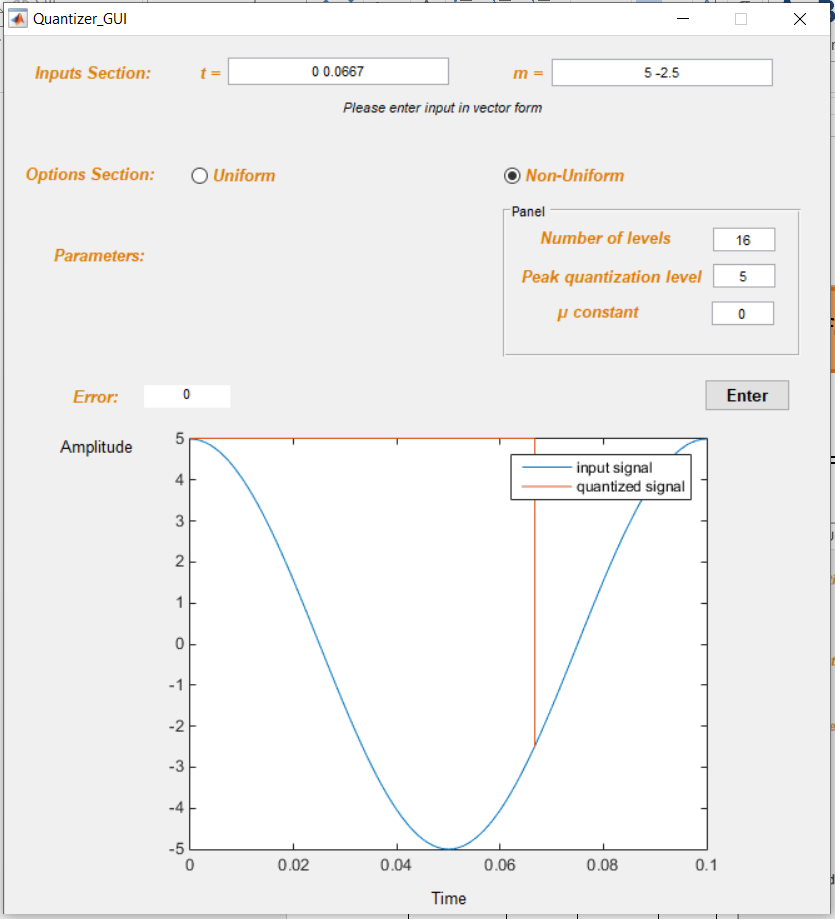 Quantizer_GUI
Inputs Section: t = 0 0.0667 m = 5 -2.5
Please enter input in vector form
Options Section: Uniform Non-Uniform
Panel
Number of levels 16
Parameters:
Peak quantization level 5
μ constant 0
Error: 0 Enter
Amplitude
input signal
quantized signal
5
4
3
2
1
0
-1
-2
-3
-4
-5
0 0.02 0.04 0.06 0.08 0.1
Time